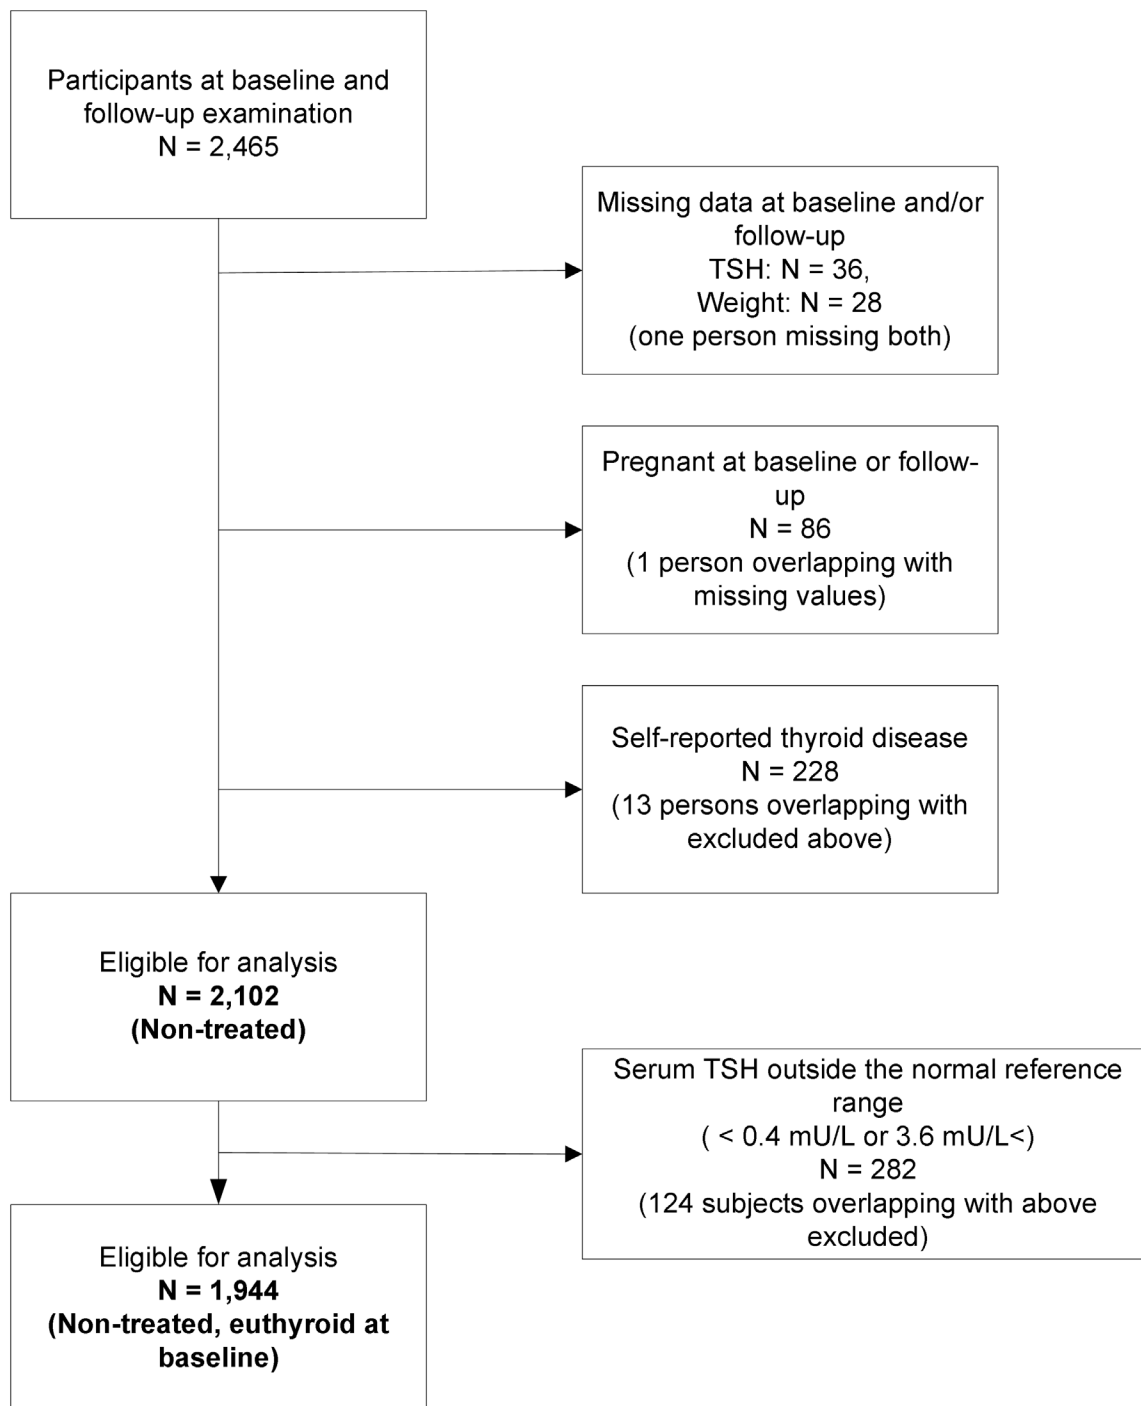 Participants at baseline and
follow-up examination
N = 2,465
Missing data at baseline and/or
follow-up
TSH: N = 36,
Weight: N = 28
(one person missing both)
Pregnant at baseline or follow-
up
N = 86
(1 person overlapping with
missing values)
Self-reported thyroid disease
N = 228
(13 persons overlapping with
excluded above)
Eligible for analysis
N = 2,102
(Non-treated)
Serum TSH outside the normal reference
range
( < 0.4 mU/L or 3.6 mU/L<)
N = 282
(124 subjects overlapping with above
excluded)
Eligible for analysis
N = 1,944
(Non-treated, euthyroid at
baseline)